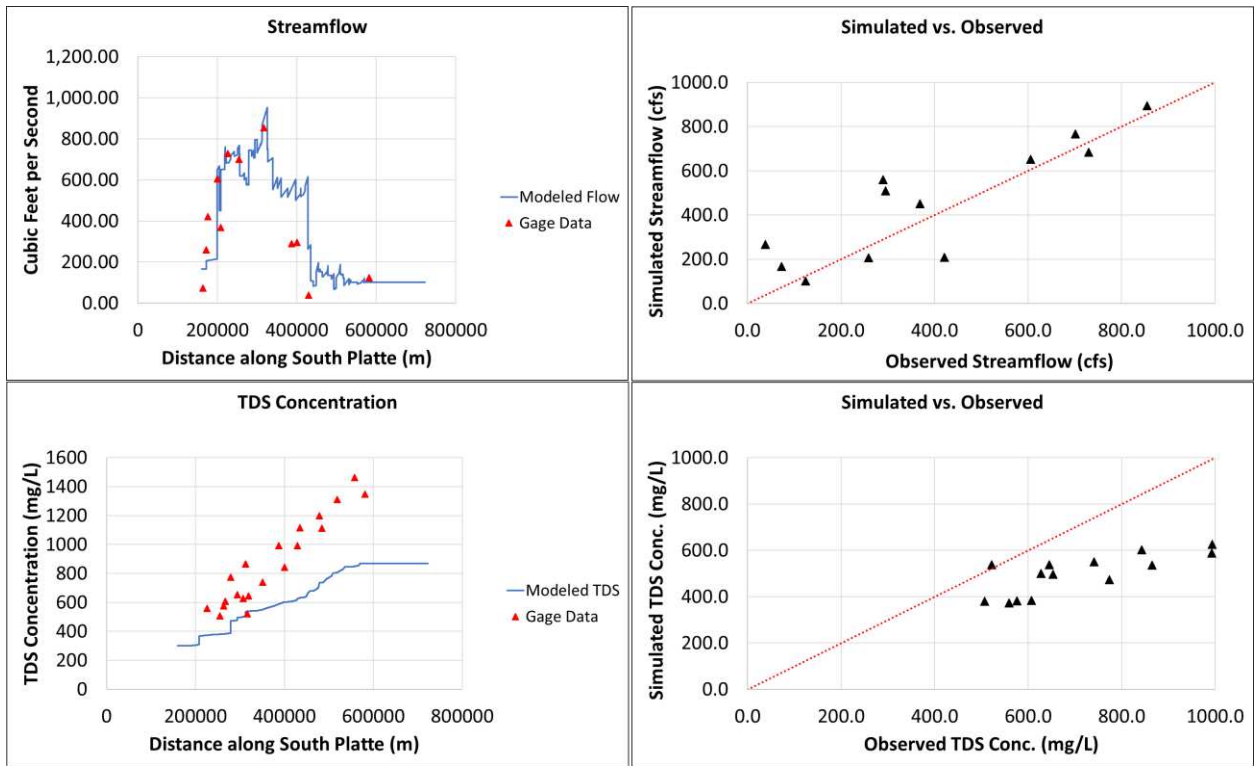 Streamflow
1,200.00
1,000.00
800.00
600.00
400.00
200.00
0.00
Cubic Feet per Second
0 200000 400000 600000 800000
Distance along South Platte (m)
Modeled Flow
Gage Data
Simulated vs. Observed
1000.0
800.0
600.0
400.0
200.0
0.0
Simulated Streamflow (cfs)
0.0 200.0 400.0 600.0 800.0 1000.0
Observed Streamflow (cfs)
TDS Concentration
1600
1400
1200
1000
800
600
400
200
0
TDS Concentration (mg/L)
0 200000 400000 600000 800000
Distance along South Platte (m)
Modeled TDS
Gage Data
Simulated vs. Observed
1000.0
800.0
600.0
400.0
200.0
0.0
Simulated TDS Conc. (mg/L)
0.0 200.0 400.0 600.0 800.0 1000.0
Observed TDS Conc. (mg/L)